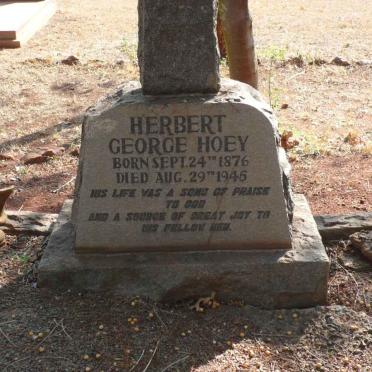 HERBERT
GEORGE HOEY
BORN SEPT. 24TH 1876
DIED AUG. 29TH 1945
HIS LIFE WAS A SONG OF PRAISE
TO GOD
AND A SOURCE OF GREAT JOY TO
HIS FELLOW MEN.